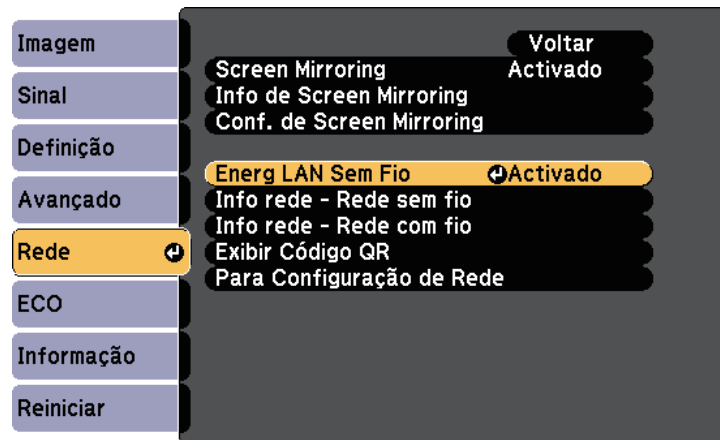 Imagem
Sinal
Definição
Avançado
Rede
ECO
Informação
Reiniciar
Voltar
Screen Mirroring Activado
Info de Screen Mirroring
Conf. de Screen Mirroring
Energ LAN Sem Fio Activado
Info rede - Rede sem fio
Info rede - Rede com fio
Exibir Código QR
Para Configuração de Rede